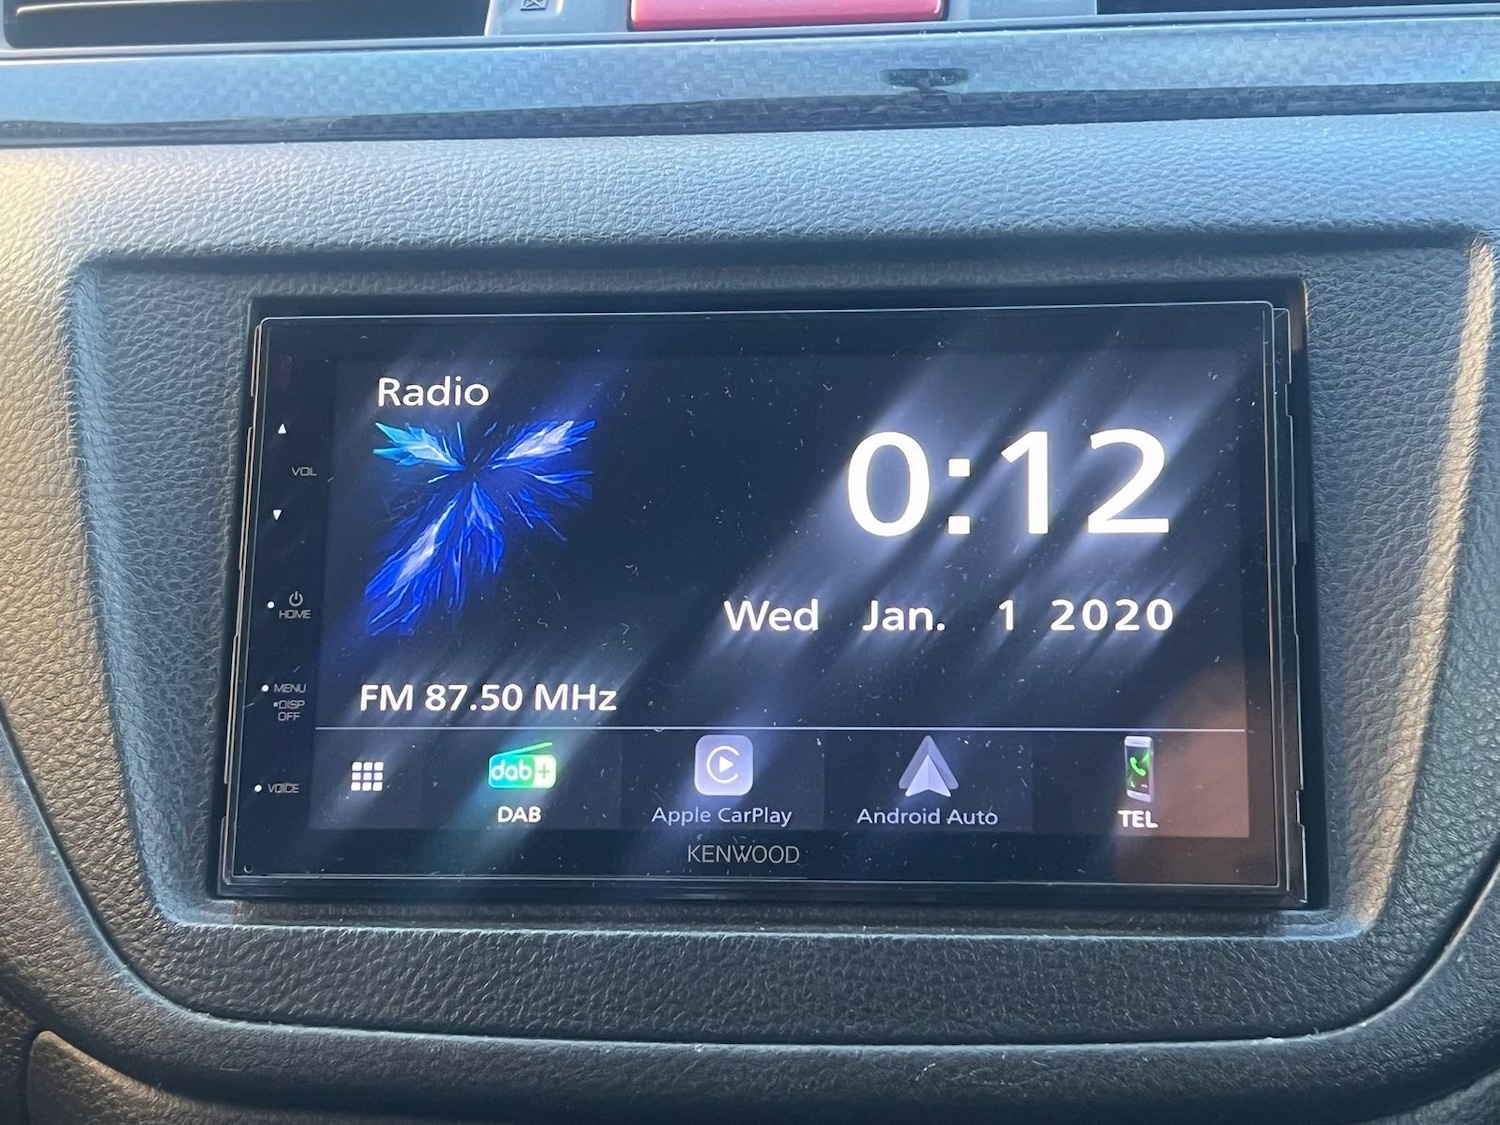 Radio
0:12
VOL
Wed Jan. 1 2020
HOME
MENU
DISP
OFF
FM 87.50 MHz
VOICE
dab+
DAB
Apple CarPlay
Android Auto
TEL
KENWOOD